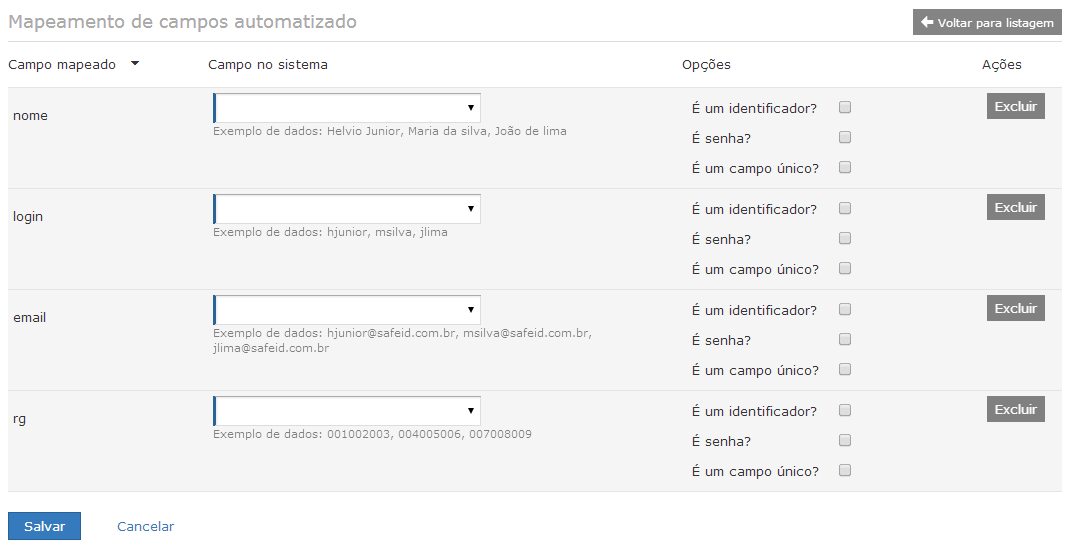 Mapeamento de campos automatizado
Voltar para listagem
Campo mapeado Campo no sistema Opções Ações
nome
Exemplo de dados: Helvio Junior, Maria da silva, João de lima
É um identificador?
É senha?
É um campo único?
Excluir
login
Exemplo de dados: hjunior, msilva, jlima
É um identificador?
É senha?
É um campo único?
Excluir
email
Exemplo de dados: hjunior@safeid.com.br, msilva@safeid.com.br,
jlima@safeid.com.br
É um identificador?
É senha?
É um campo único?
Excluir
rg
Exemplo de dados: 001002003, 004005006, 007008009
É um identificador?
É senha?
É um campo único?
Excluir
Salvar Cancelar